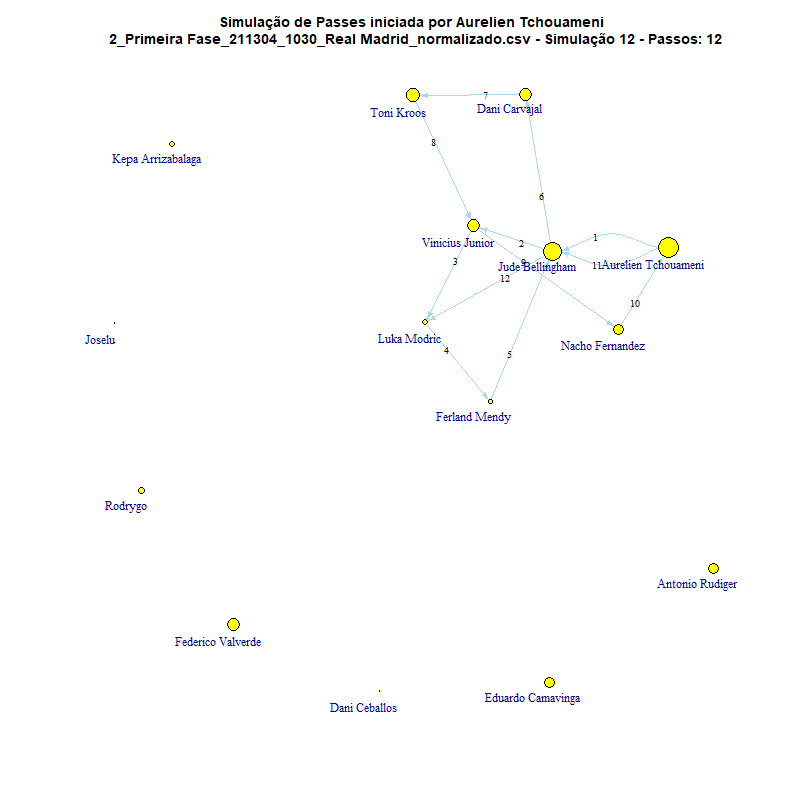 Simulação de Passes iniciada por Aurelien Tchouameni
2_Primeira Fase_211304_1030_Real Madrid_normalizado.csv - Simulação 12 - Passos: 12
7
Toni Kroos
Dani Carvajal
8
Kepa Arrizabalaga
6
1
2
Vinicius Junior
3
9
Jude Bellingham
11
Aurelien Tchouameni
12
10
Joselu
Luka Modric
Nacho Fernandez
4
5
Ferland Mendy
Rodrygo
Antonio Rudiger
Federico Valverde
Eduardo Camavinga
Dani Ceballos